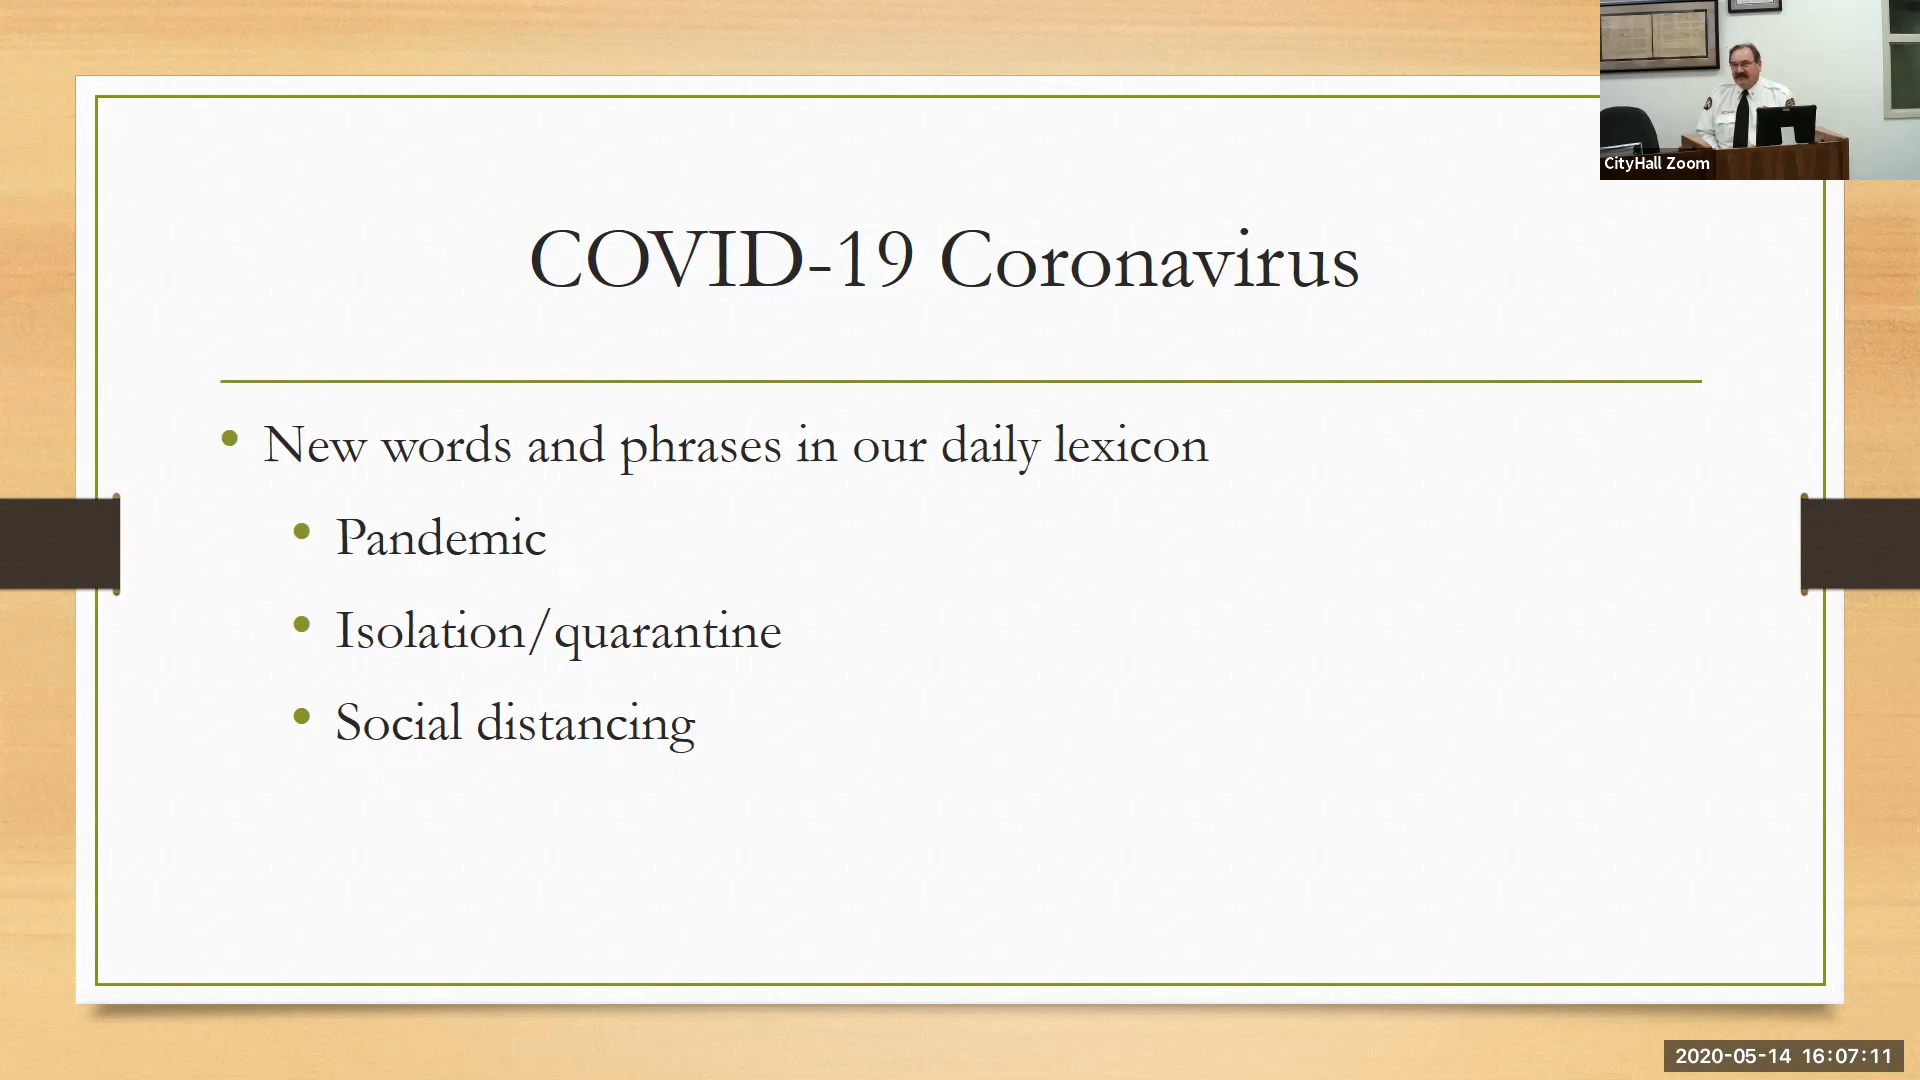 CityHall Zoom
COVID-19 Coronavirus
New words and phrases in our daily lexicon
Pandemic
Isolation/quarantine
Social distancing
2020-05-14 16:07:11